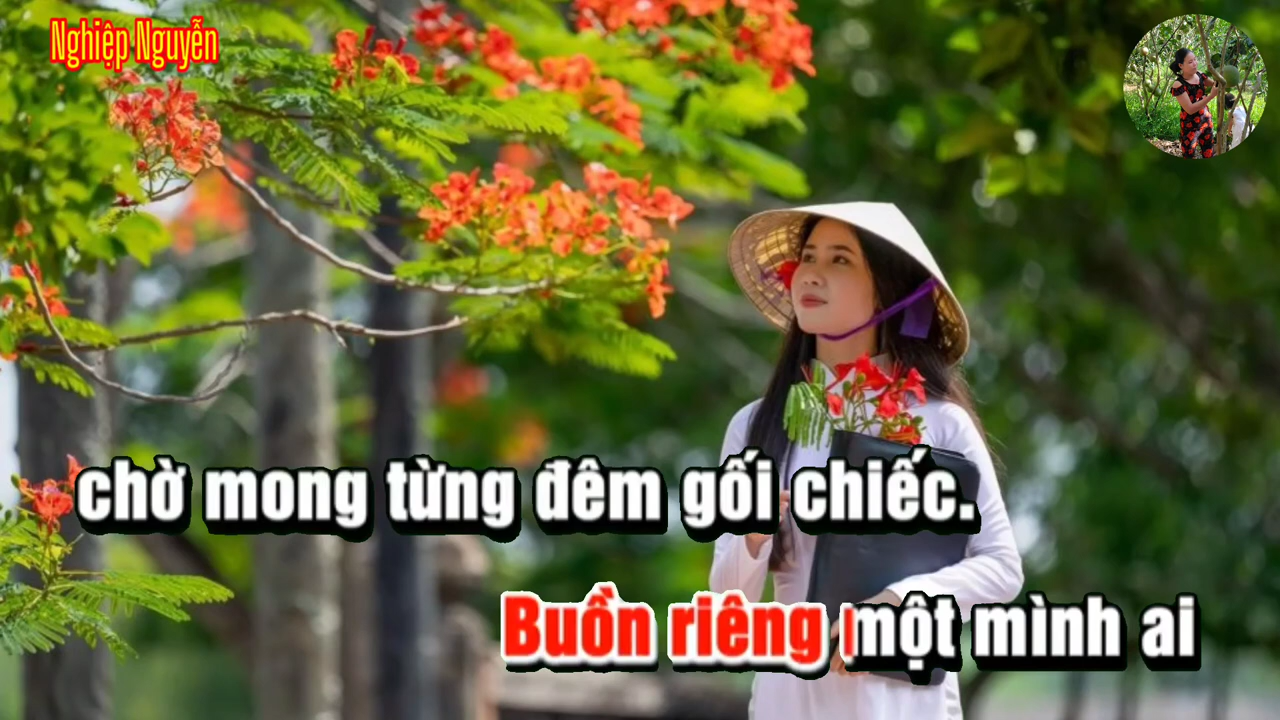 Nghiệp Nguyễn
chờ mong từng đêm gối chiếc.
Buồn riêng một mình ai